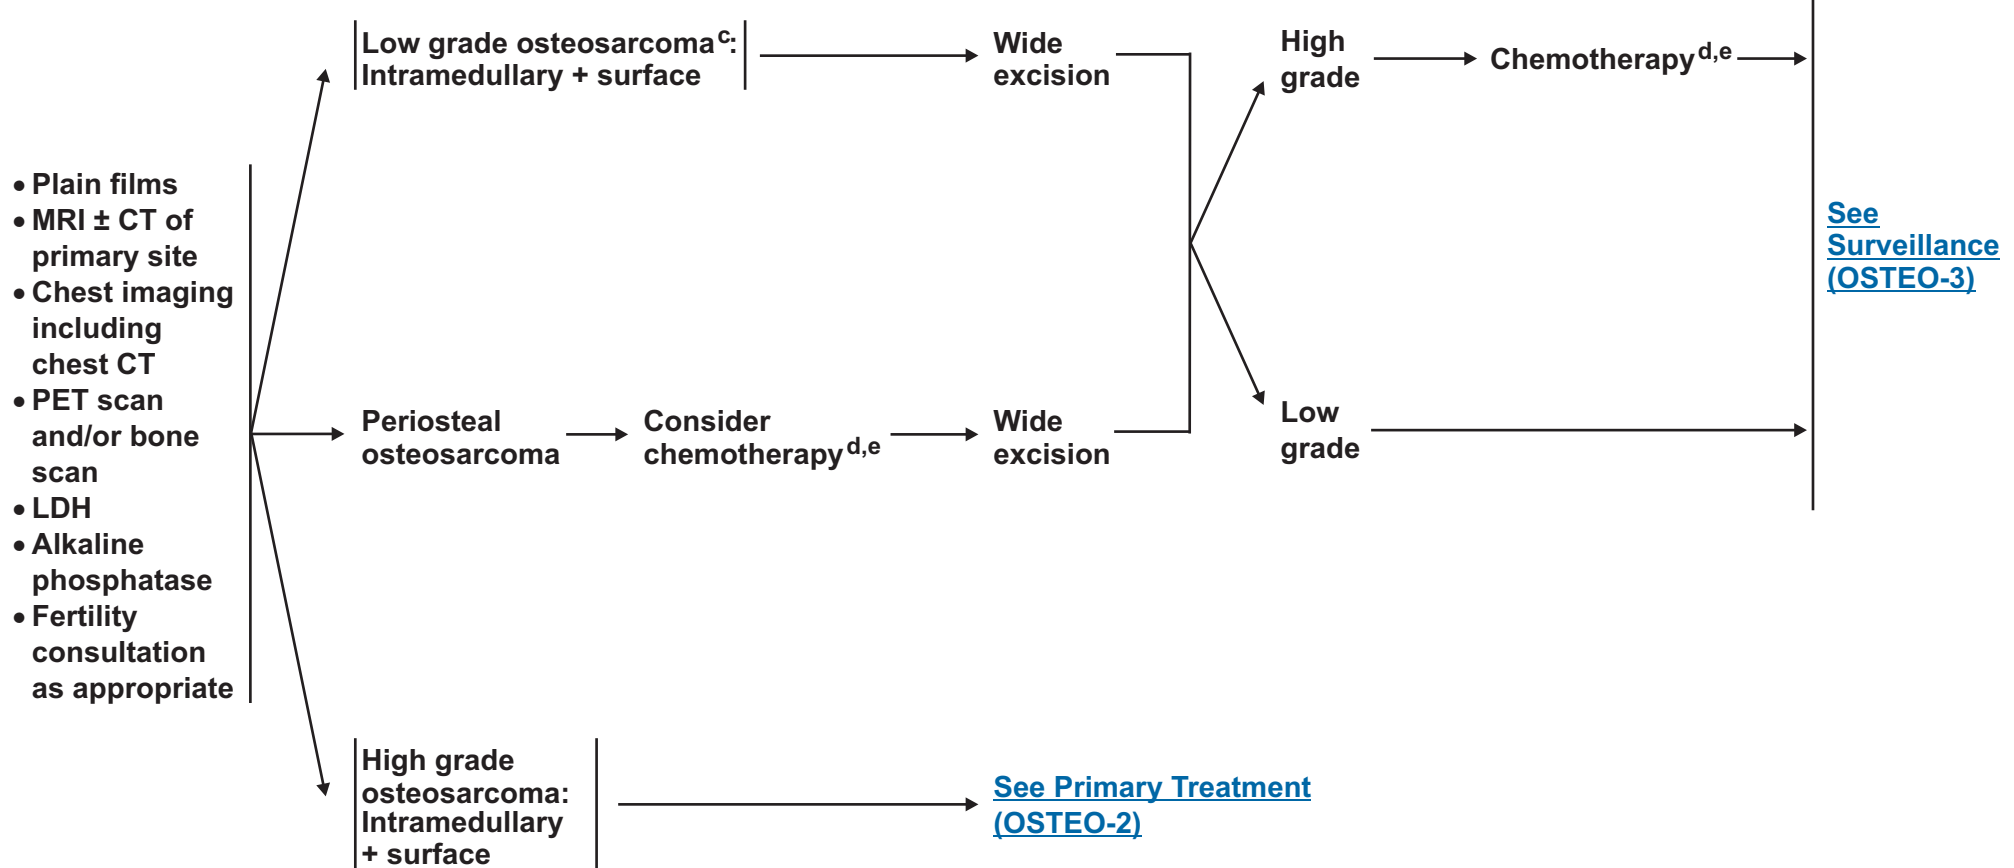 • Plain films
• MRI ± CT of
primary site
• Chest imaging
including
chest CT
• PET scan
and/or bone
scan
• LDH
• Alkaline
phosphatase
• Fertility
consultation
as appropriate
Low grade osteosarcomaᶜ:
Intramedullary + surface
Wide
excision
High
grade
Chemotherapyᵈ,ᵉ
Periosteal
osteosarcoma
Consider
chemotherapyᵈ,ᵉ
Wide
excision
Low
grade
See
Surveillance
(OSTEO-3)
High grade
osteosarcoma:
Intramedullary
+ surface
See Primary Treatment
(OSTEO-2)